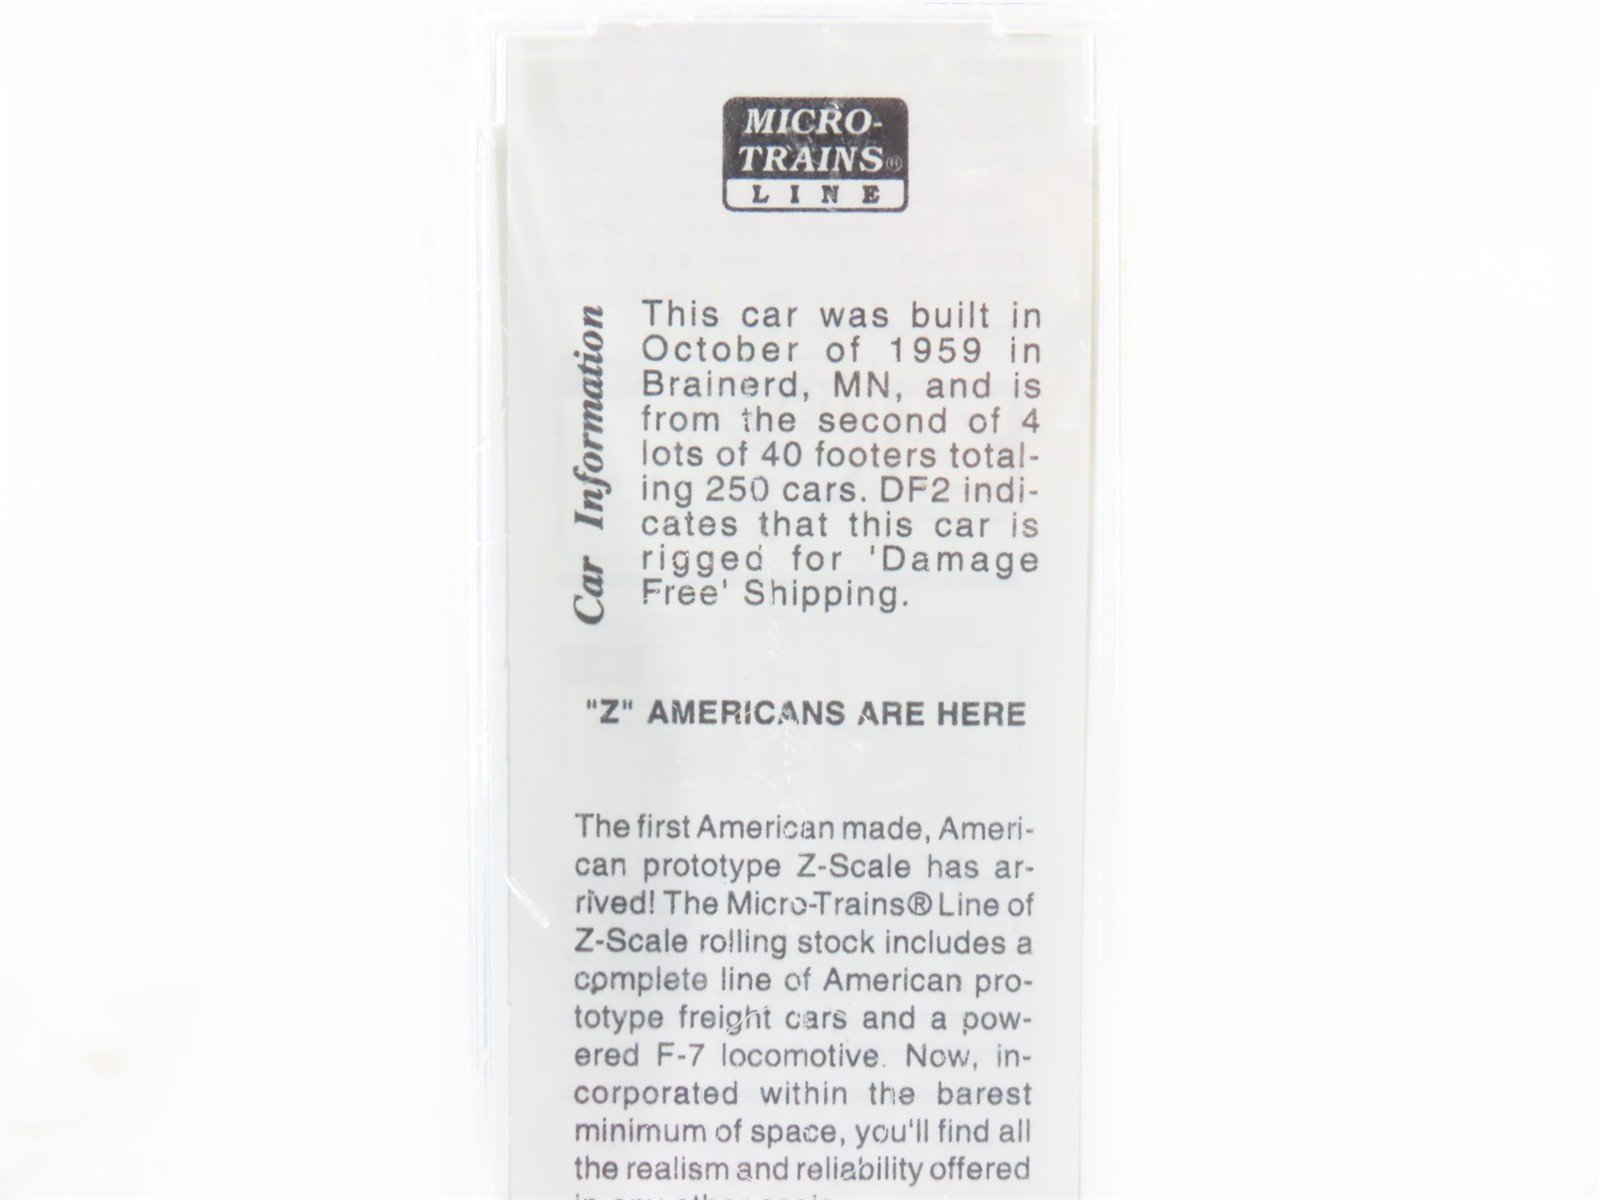 MICRO-
TRAINS®
LINE
Car Information
This car was built in
October of 1959 in
Brainerd, MN, and is
from the second of 4
lots of 40 footers total-
ing 250 cars. DF2 indi-
cates that this car is
rigged for 'Damage
Free' Shipping.
"Z" AMERICANS ARE HERE
The first American made, Ameri-
can prototype Z-Scale has ar-
rived! The Micro-Trains® Line of
Z-Scale rolling stock includes a
complete line of American pro-
totype freight cars and a pow-
ered F-7 locomotive. Now, in-
corporated within the barest
minimum of space, you'll find all
the realism and reliability offered